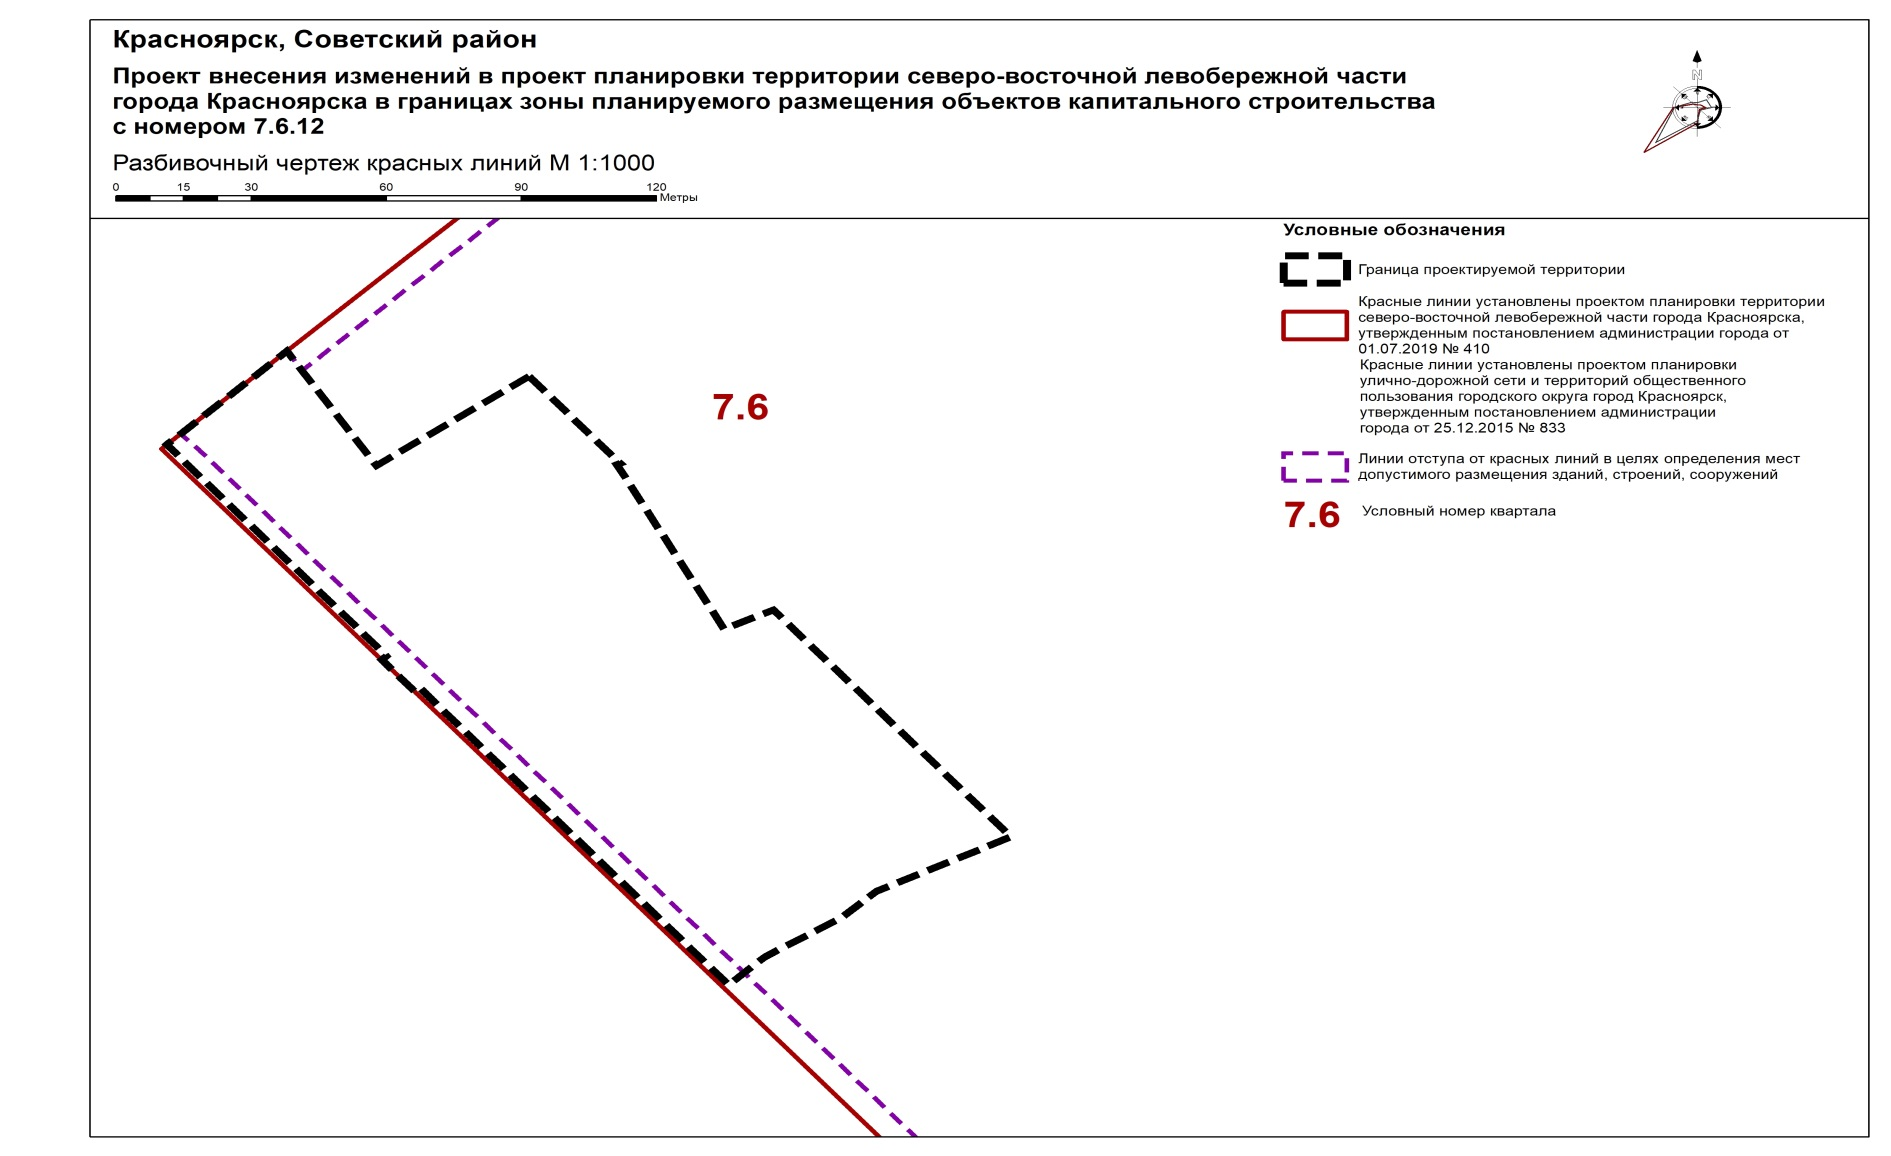 Красноярск, Советский район
Проект внесения изменений в проект планировки территории северо-восточной левобережной части
города Красноярска в границах зоны планируемого размещения объектов капитального строительства
с номером 7.6.12
Разбивочный чертеж красных линий М 1:1000
0 15 30 60 90 120
Метры
N
Условные обозначения
Граница проектируемой территории
Красные линии установлены проектом планировки территории
северо-восточной левобережной части города Красноярска,
утвержденным постановлением администрации города от
01.07.2019 № 410
Красные линии установлены проектом планировки
улично-дорожной сети и территорий общественного
пользования городского округа город Красноярск,
утвержденным постановлением администрации
города от 25.12.2015 № 833
Линии отступа от красных линий в целях определения мест
допустимого размещения зданий, строений, сооружений
7.6 Условный номер квартала
7.6